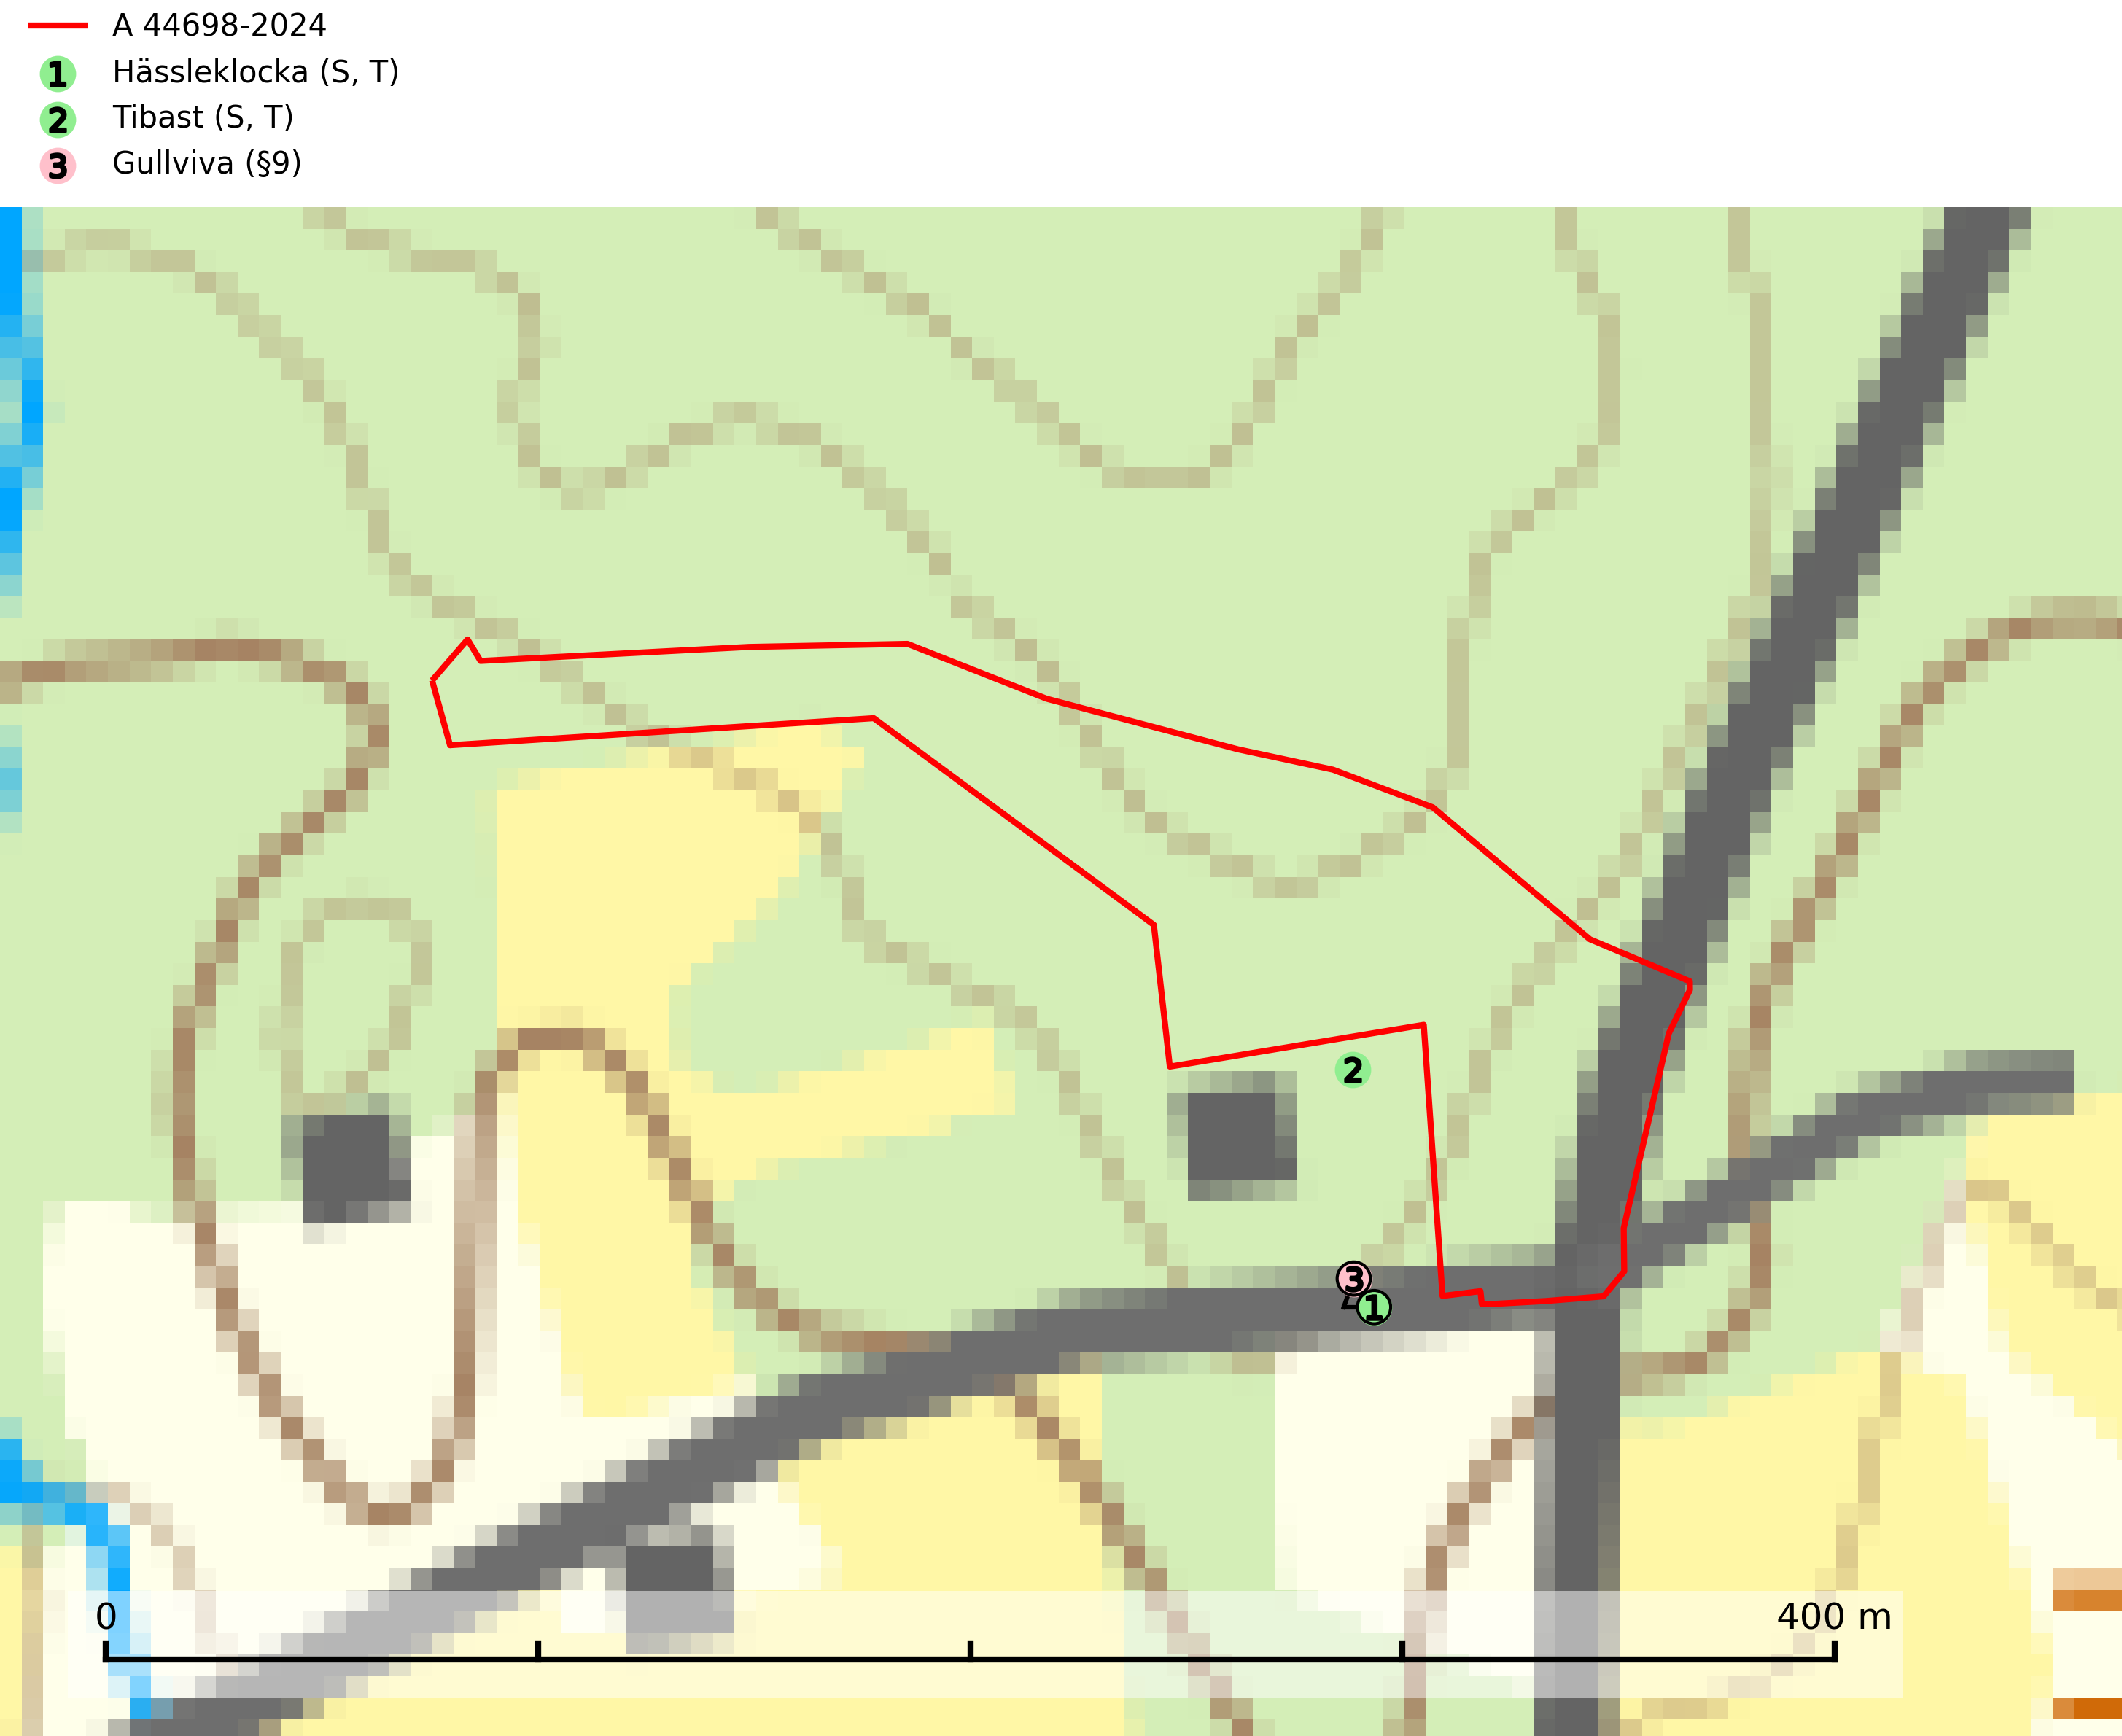 A 44698-2024
1 Hässleklocka (S, T)
2 Tibast (S, T)
3 Gullviva (§9)
2
3
1
0 400 m